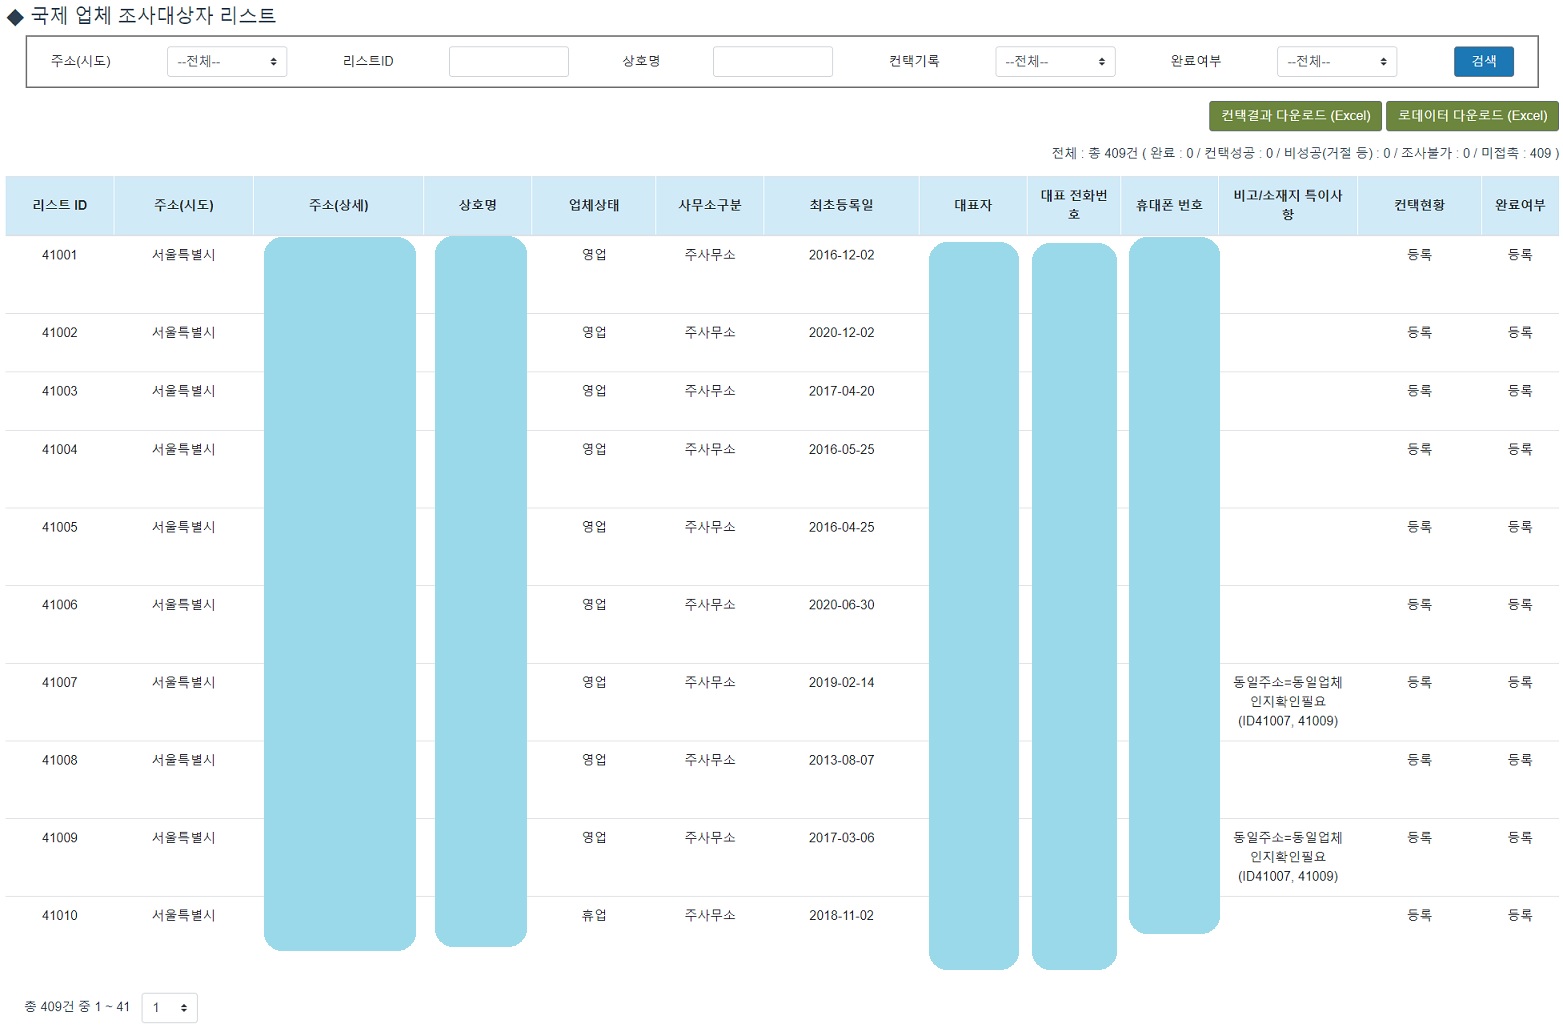 ◆ 국제 업체 조사대상자 리스트
주소(시도) --전체-- 리스트ID 상호명 컨택기록 --전체-- 완료여부 --전체-- 검색
컨택결과 다운로드 (Excel) 로데이터 다운로드 (Excel)
전체 : 총 409건 ( 완료 : 0 / 컨택성공 : 0 / 비성공(거절 등) : 0 / 조사불가 : 0 / 미접촉 : 409 )
리스트 ID 주소(시도) 주소(상세) 상호명 업체상태 사무소구분 최초등록일 대표자 대표 전화번호 휴대폰 번호 비고/소재지 특이사항 컨택현황 완료여부
41001 서울특별시 영업 주사무소 2016-12-02 등록 등록
41002 서울특별시 영업 주사무소 2020-12-02 등록 등록
41003 서울특별시 영업 주사무소 2017-04-20 등록 등록
41004 서울특별시 영업 주사무소 2016-05-25 등록 등록
41005 서울특별시 영업 주사무소 2016-04-25 등록 등록
41006 서울특별시 영업 주사무소 2020-06-30 등록 등록
41007 서울특별시 영업 주사무소 2019-02-14 동일주소=동일업체 등록 등록
인지확인필요
(ID41007, 41009)
41008 서울특별시 영업 주사무소 2013-08-07 등록 등록
41009 서울특별시 영업 주사무소 2017-03-06 동일주소=동일업체 등록 등록
인지확인필요
(ID41007, 41009)
41010 서울특별시 휴업 주사무소 2018-11-02 등록 등록
총 409건 중 1 ~ 41 1